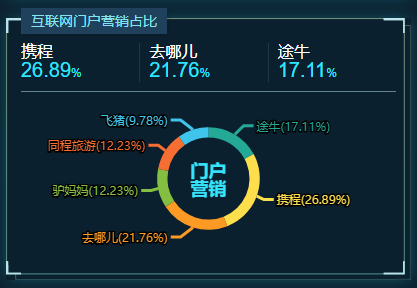 互联网门户营销占比
携程 去哪儿 途牛
26.89% 21.76% 17.11%
飞猪(9.78%) 途牛(17.11%)
同程旅游(12.23%)
门户
营销
驴妈妈(12.23%)
携程(26.89%)
去哪儿(21.76%)